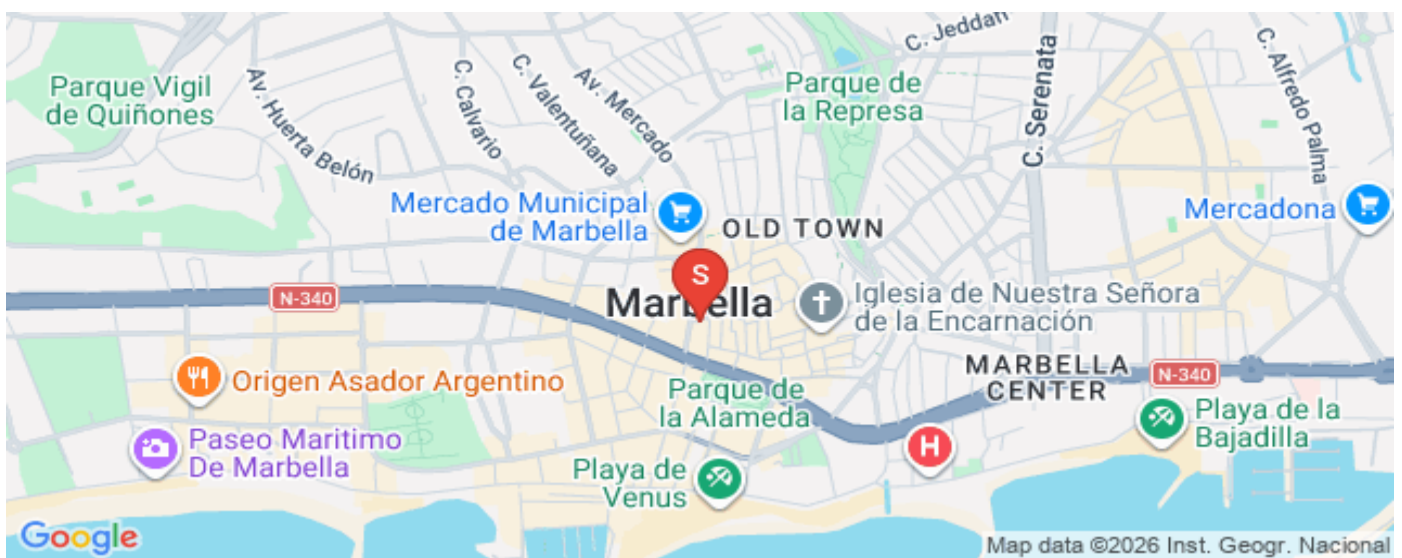 C. Jeddah
Parque Vigil
de Quiñones
Av. Huerta Belón
C. Calvario
C. Valentuñana
Av. Mercado
Parque de
la Represa
C. Serenata
C. Alfredo Palma
Mercado Municipal
de Marbella
OLD TOWN
Mercadona
S
N-340
Marbella
Iglesia de Nuestra Señora
de la Encarnación
Origen Asador Argentino
Parque de
la Alameda
MARBELLA
CENTER
N-340
Paseo Maritimo
De Marbella
Playa de
Venus
H
Playa de la
Bajadilla
Google
Map data ©2026 Inst. Geogr. Nacional